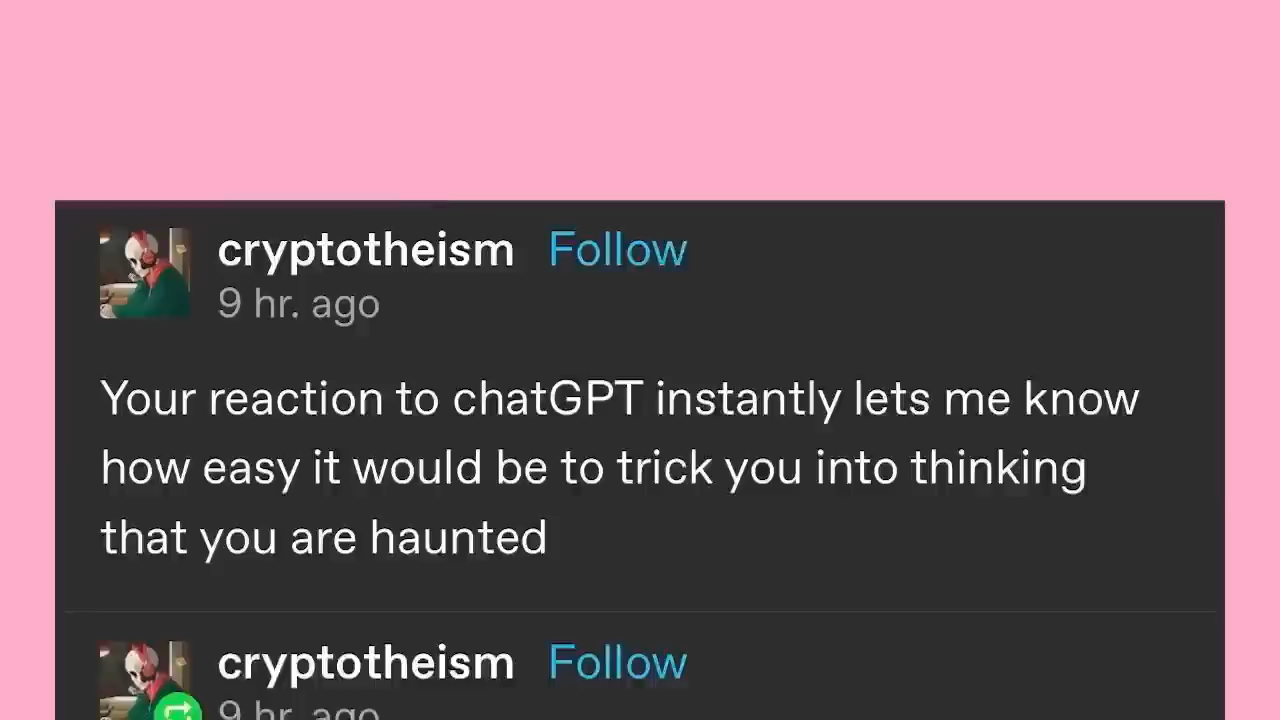 cryptotheism Follow
9 hr. ago
Your reaction to chatGPT instantly lets me know
how easy it would be to trick you into thinking
that you are haunted
cryptotheism Follow
9 hr. ago